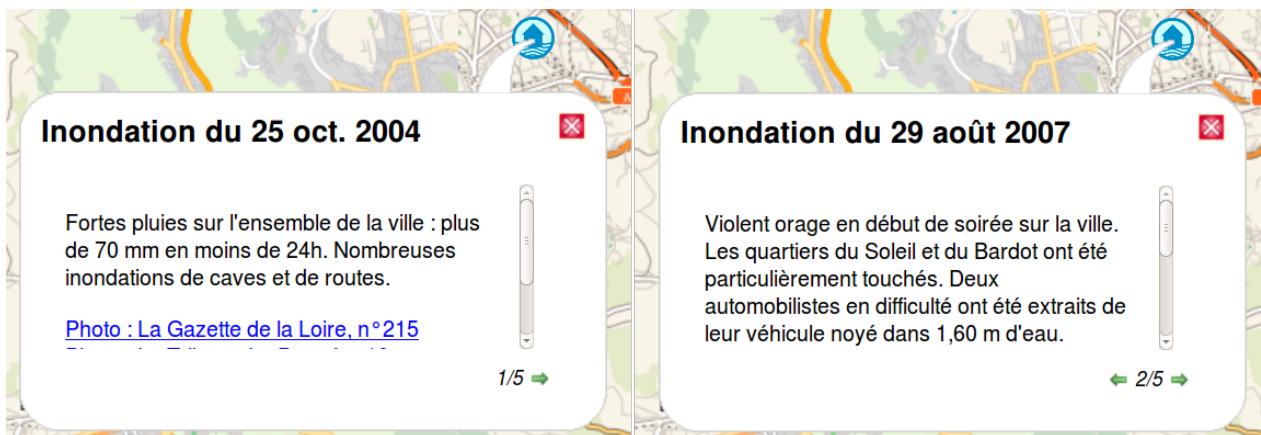 Inondation du 25 oct. 2004
Fortes pluies sur l'ensemble de la ville : plus
de 70 mm en moins de 24h. Nombreuses
inondations de caves et de routes.
Photo : La Gazette de la Loire, n°215
1/5
A
Inondation du 29 août 2007
Violent orage en début de soirée sur la ville.
Les quartiers du Soleil et du Bardot ont été
particulièrement touchés. Deux
automobilistes en difficulté ont été extraits de
leur véhicule noyé dans 1,60 m d'eau.
2/5